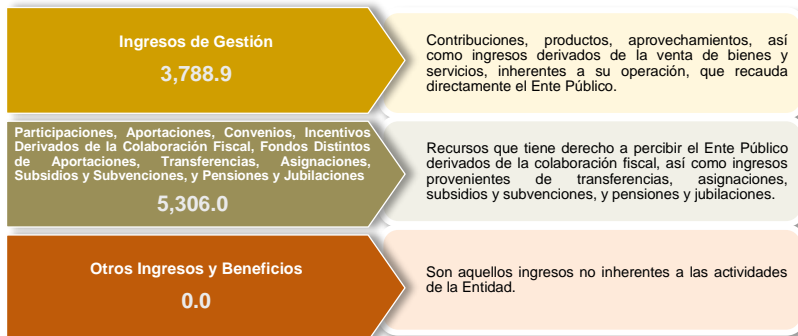 Ingresos de Gestión
3,788.9
Contribuciones, productos, aprovechamientos, así
como ingresos derivados de la venta de bienes y
servicios, inherentes a su operación, que recauda
directamente el Ente Público.
Participaciones, Aportaciones, Convenios, Incentivos
Derivados de la Colaboración Fiscal, Fondos Distintos
de Aportaciones, Transferencias, Asignaciones,
Subsidios y Subvenciones, y Pensiones y Jubilaciones
5,306.0
Recursos que tiene derecho a percibir el Ente Público
derivados de la colaboración fiscal, así como ingresos
provenientes de transferencias, asignaciones,
subsidios y subvenciones, y pensiones y jubilaciones.
Otros Ingresos y Beneficios
0.0
Son aquellos ingresos no inherentes a las actividades
de la Entidad.